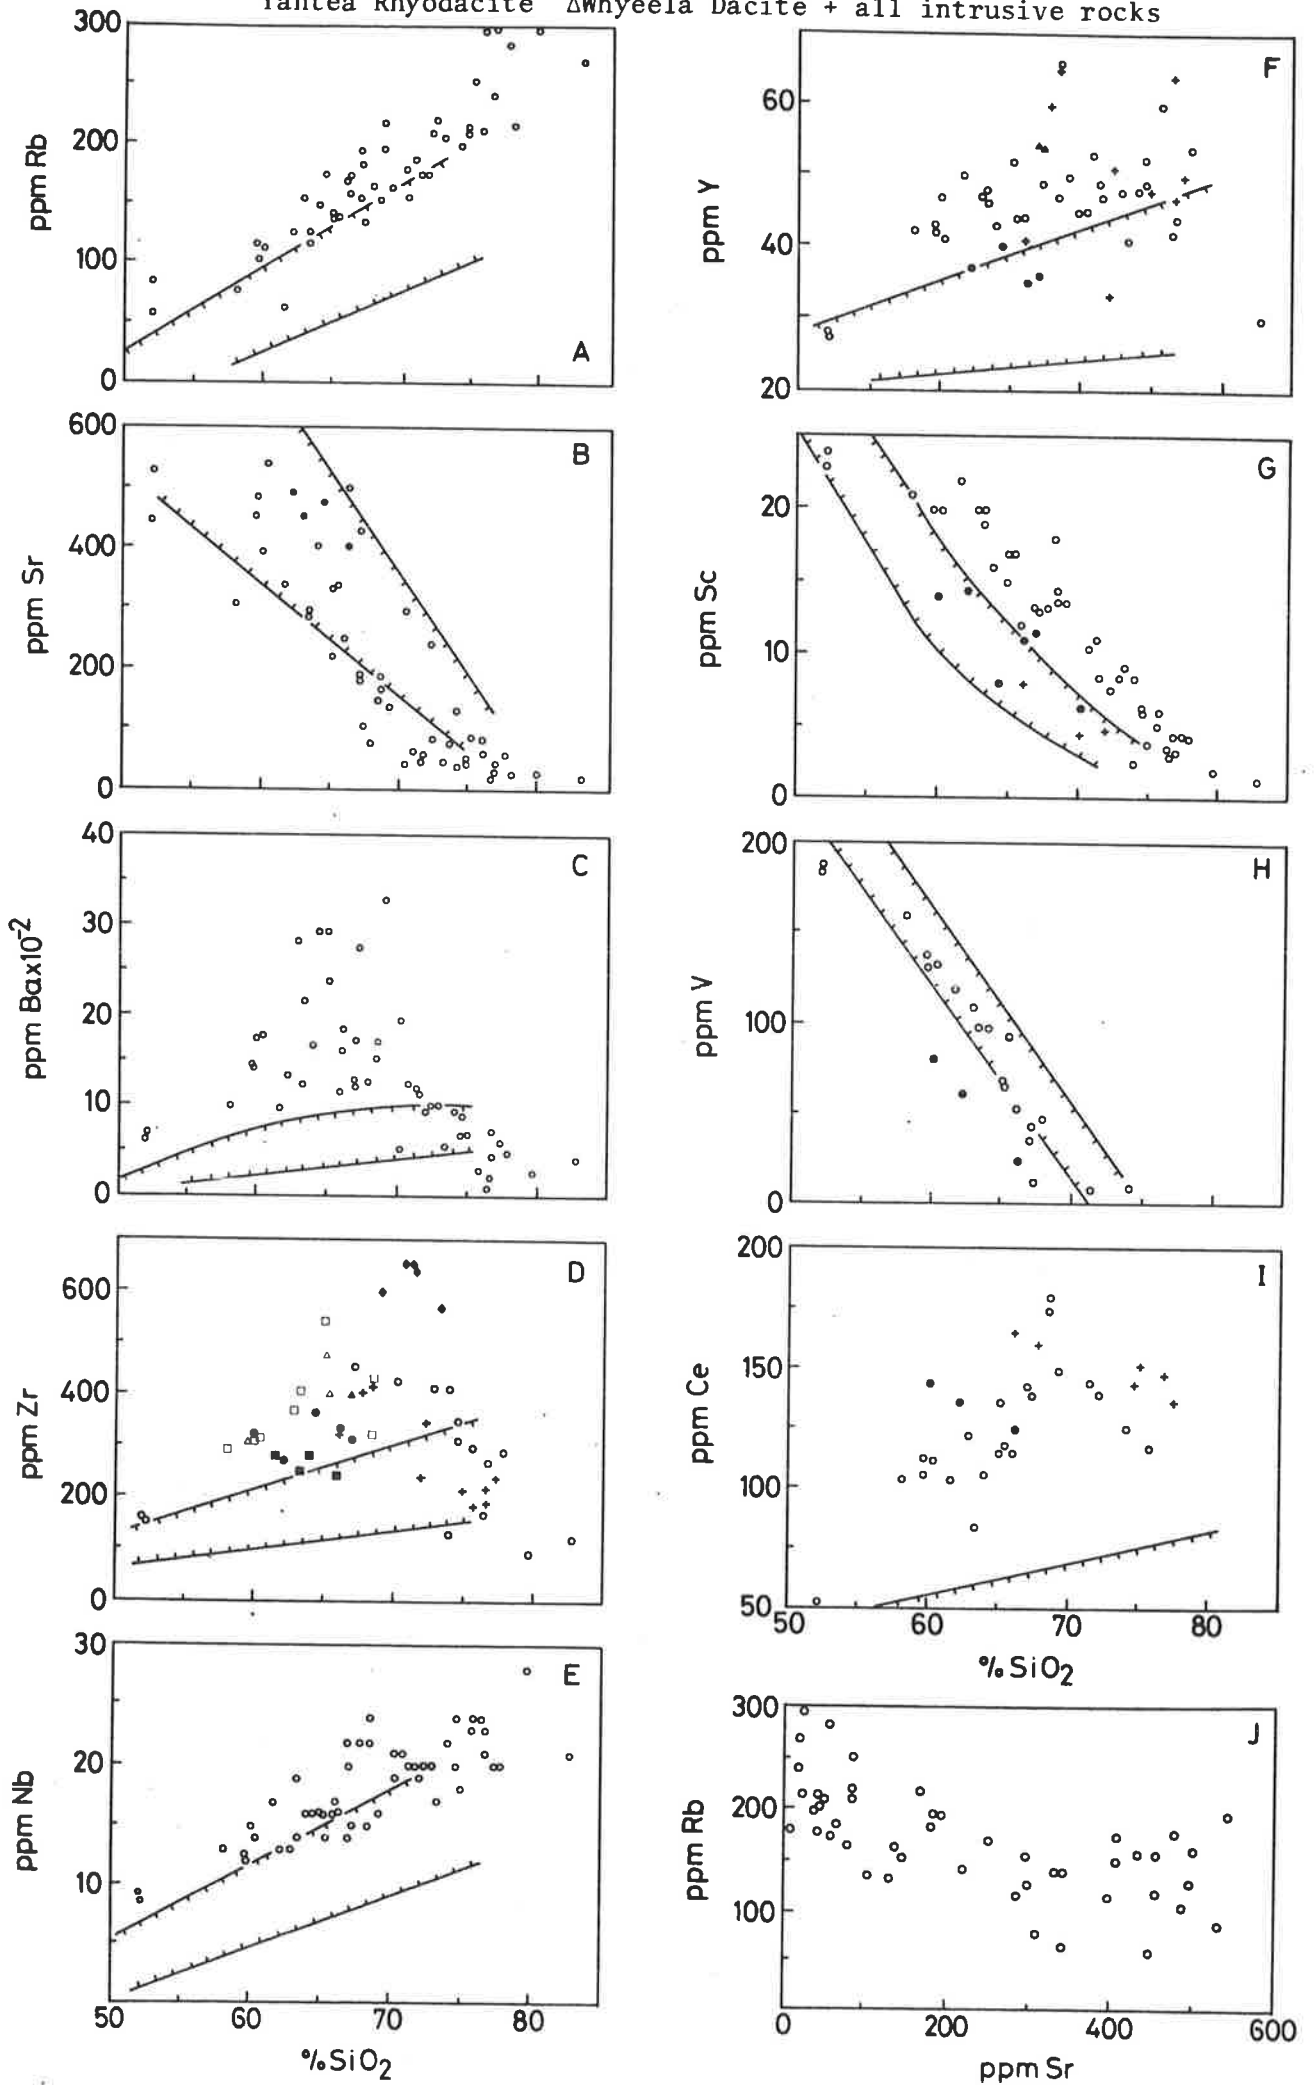 Yantea Rhyodacite ΔWhyeela Dacite + all intrusive rocks
300
200
100
0
ppm Rb
A
600
400
200
0
ppm Sr
B
40
30
20
10
0
ppm Bax10⁻²
C
600
400
200
0
ppm Zr
D
30
20
10
ppm Nb
E
50 60 70 80
% SiO₂
60
40
20
ppm Y
F
20
10
0
ppm Sc
G
200
100
0
ppm V
H
200
150
100
50
ppm Ce
I
50 60 70 80
% SiO₂
300
200
100
ppm Rb
J
0 200 400 600
ppm Sr